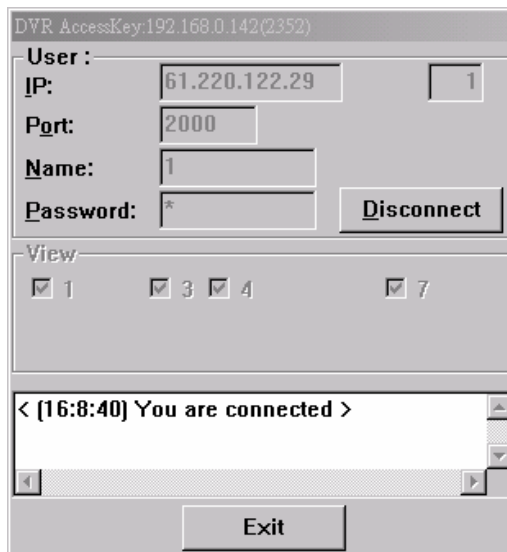 DVR AccessKey:192.168.0.142(2352)
User :
IP: 61.220.122.29 1
Port: 2000
Name: 1
Password: * Disconnect
View
1 3 4 7
< (16:8:40) You are connected >
Exit